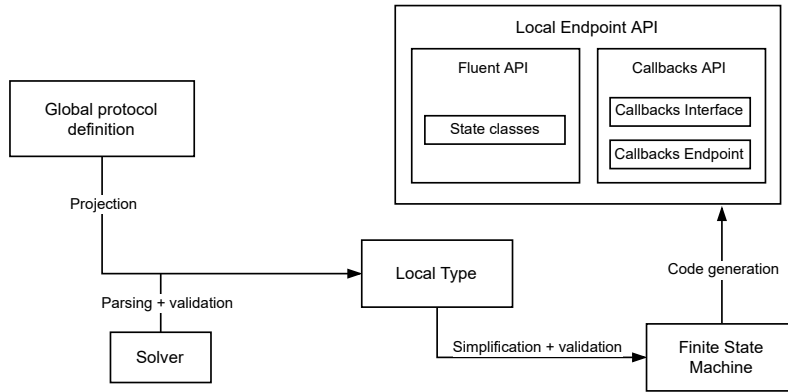 Local Endpoint API
Fluent API
Callbacks API
State classes
Callbacks Interface
Callbacks Endpoint
Global protocol
definition
Projection
Parsing + validation
Solver
Local Type
Simplification + validation
Code generation
Finite State
Machine